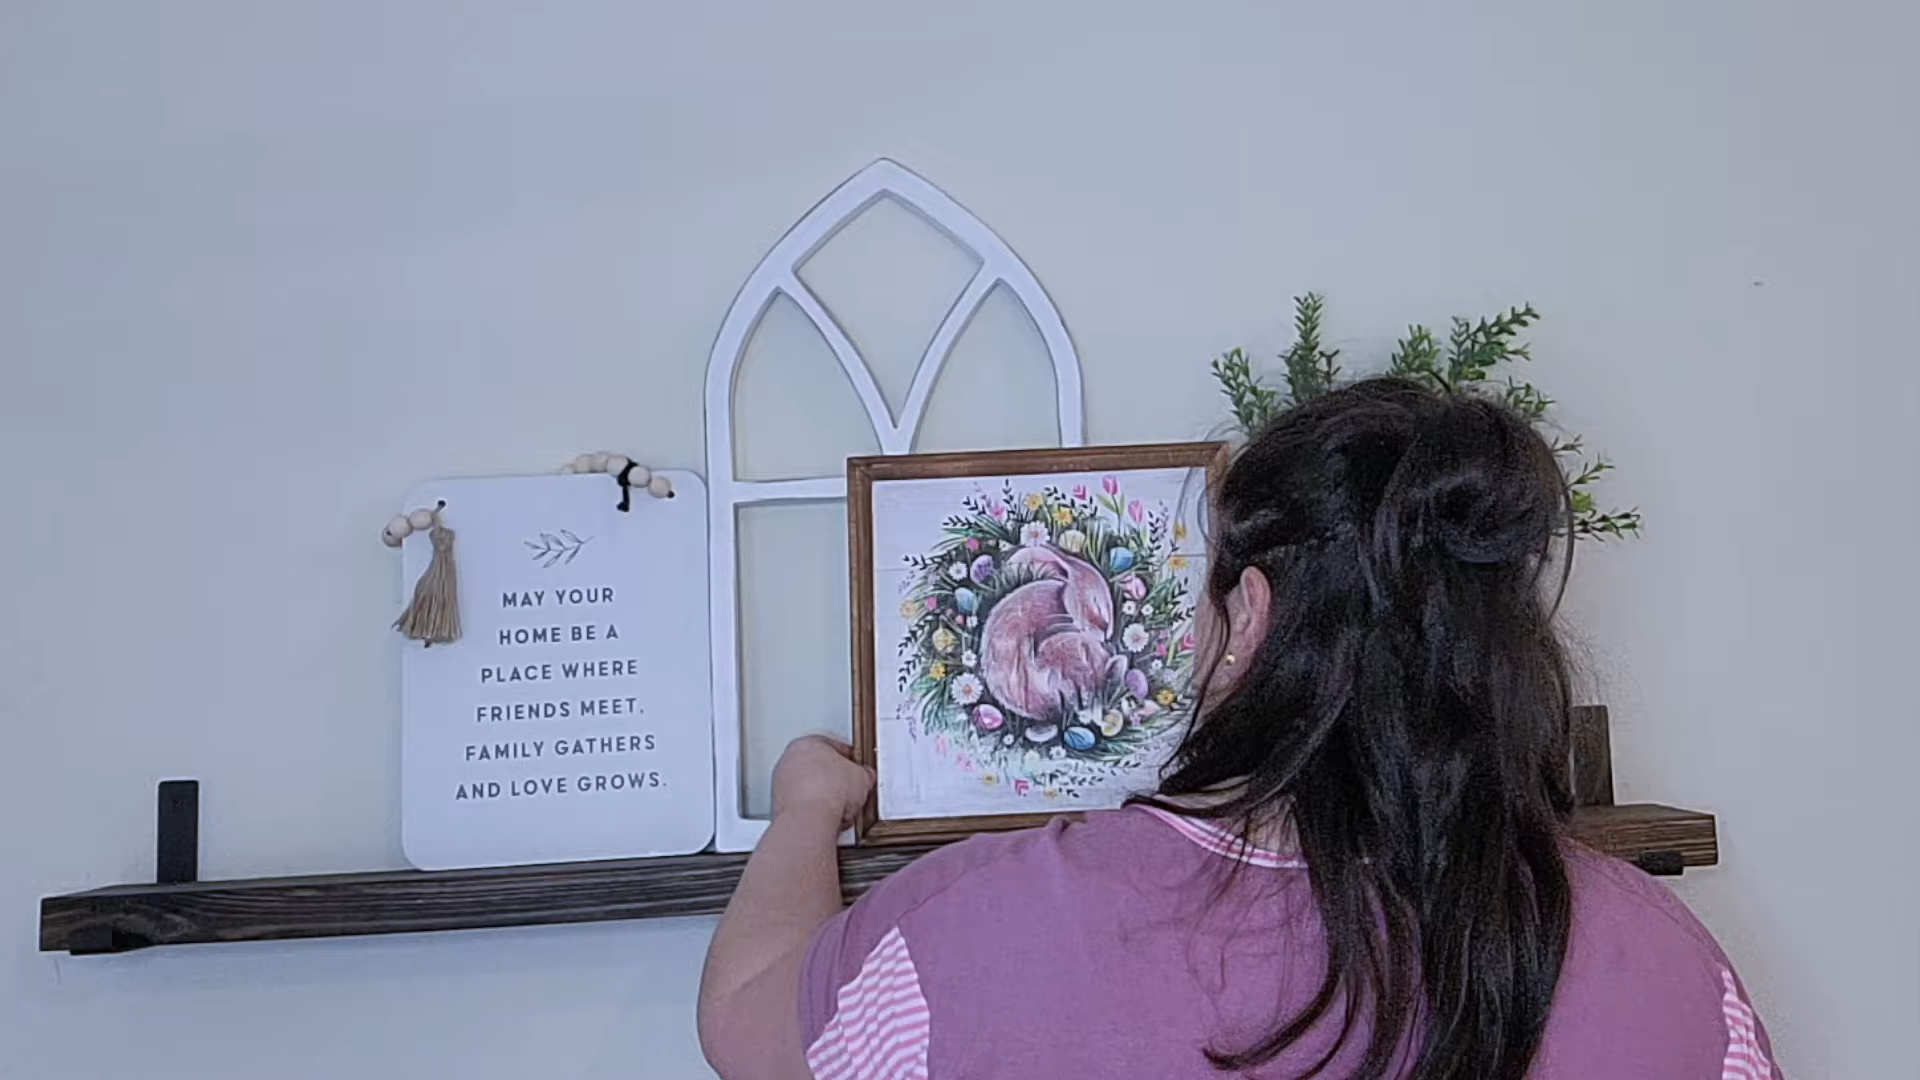 MAY YOUR
HOME BE A
PLACE WHERE
FRIENDS MEET,
FAMILY GATHERS
AND LOVE GROWS.